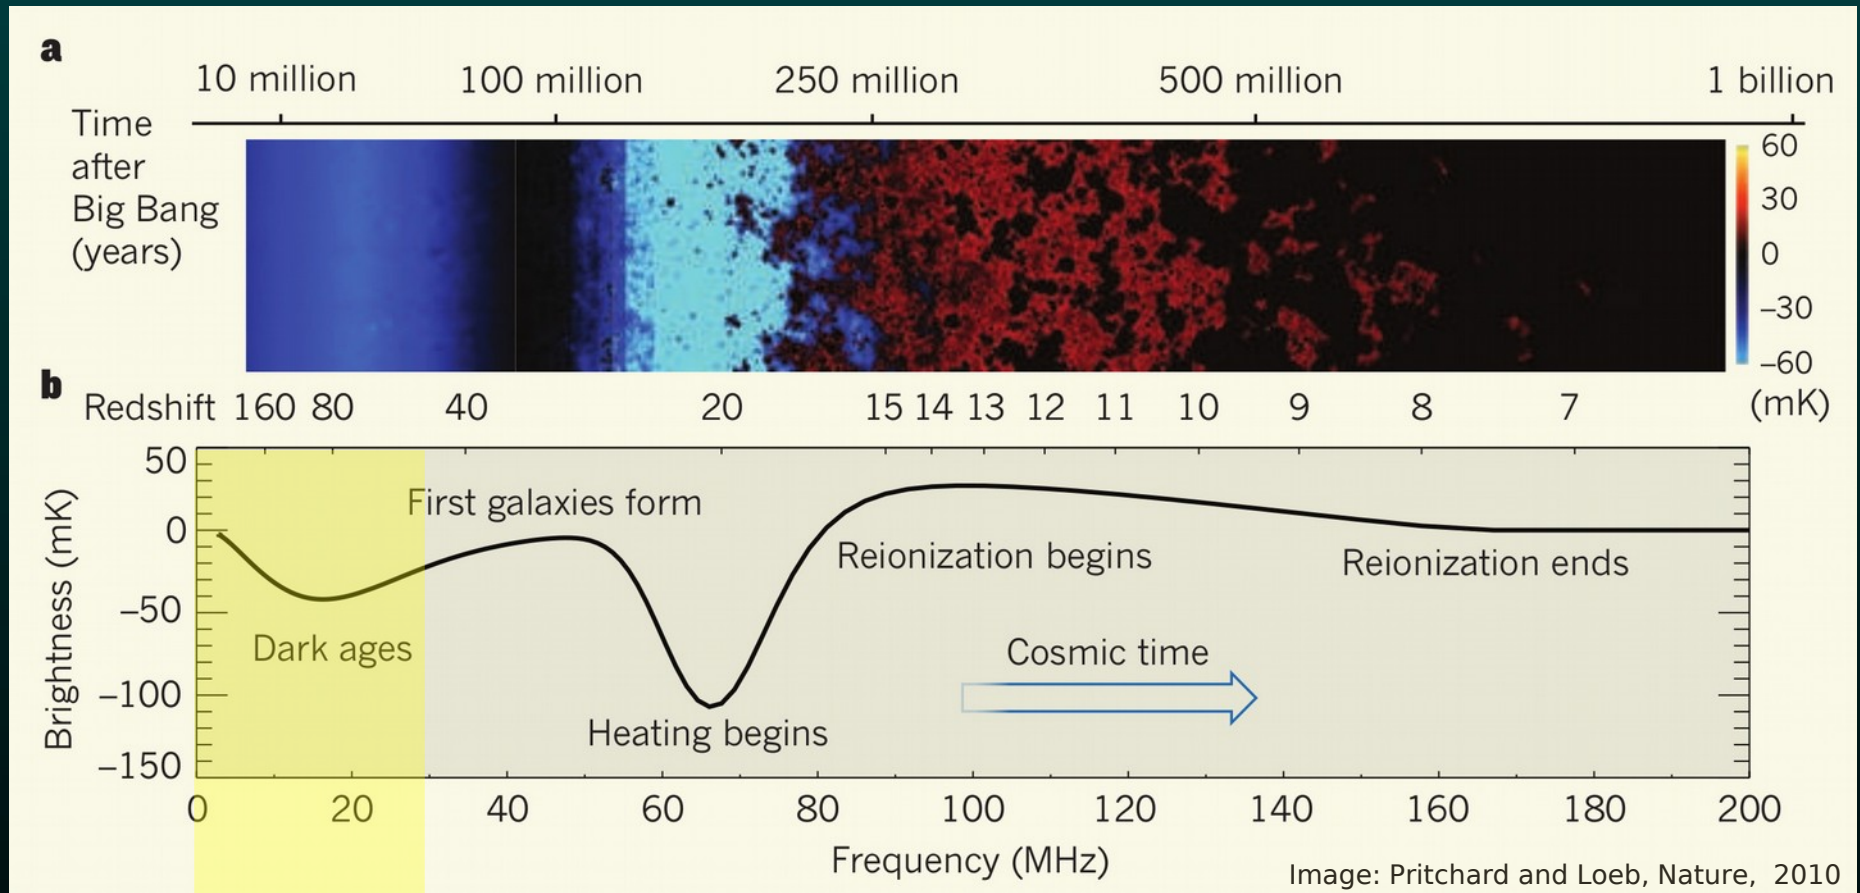 a
10 million 100 million 250 million 500 million 1 billion
Time
after
Big Bang
(years)
60
30
0
–30
–60
(mK)
b
Redshift 160 80 40 20 15 14 13 12 11 10 9 8 7
Brightness (mK)
50
0
–50
–100
–150
First galaxies form
Dark ages
Heating begins
Reionization begins
Reionization ends
Cosmic time
0 20 40 60 80 100 120 140 160 180 200
Frequency (MHz)
Image: Pritchard and Loeb, Nature, 2010